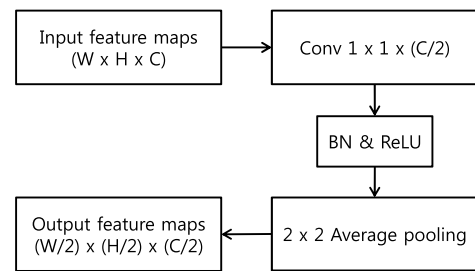 Input feature maps
(W x H x C)
Conv 1 x 1 x (C/2)
BN & ReLU
2 x 2 Average pooling
Output feature maps
(W/2) x (H/2) x (C/2)